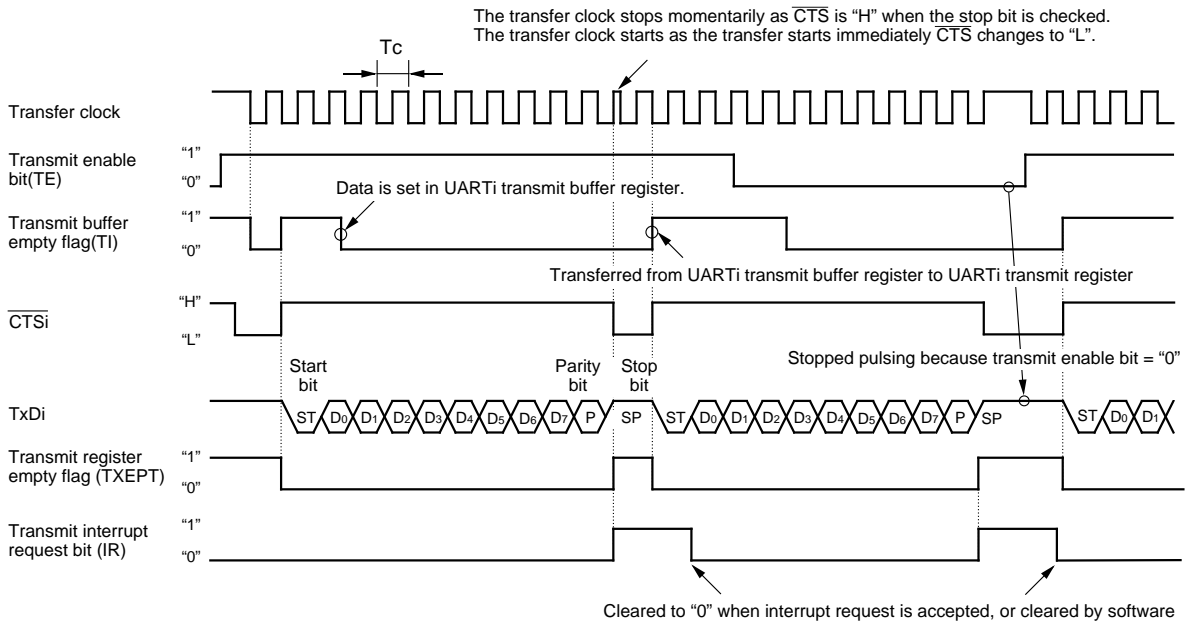 The transfer clock stops momentarily as CTS is “H” when the stop bit is checked.
The transfer clock starts as the transfer starts immediately CTS changes to “L”.
Tc
Transfer clock
Transmit enable
bit(TE)
“1”
“0”
Data is set in UARTi transmit buffer register.
Transmit buffer
empty flag(TI)
“1”
“0”
Transferred from UARTi transmit buffer register to UARTi transmit register
CTSi
“H”
“L”
Stopped pulsing because transmit enable bit = “0”
Start
bit
Parity
bit
Stop
bit
TxDi
ST D0 D1 D2 D3 D4 D5 D6 D7 P SP ST D0 D1 D2 D3 D4 D5 D6 D7 P SP ST D0 D1
Transmit register
empty flag (TXEPT)
“1”
“0”
Transmit interrupt
request bit (IR)
“1”
“0”
Cleared to “0” when interrupt request is accepted, or cleared by software